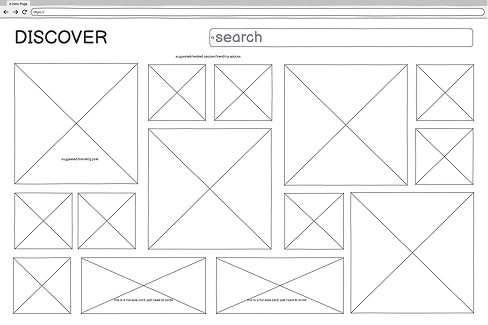 A Web Page
https://
DISCOVER
search
suggested/related spaces/trending spaces
suggested/trending post
this is a full size card, just need to scroll
this is a full size card, just need to scroll